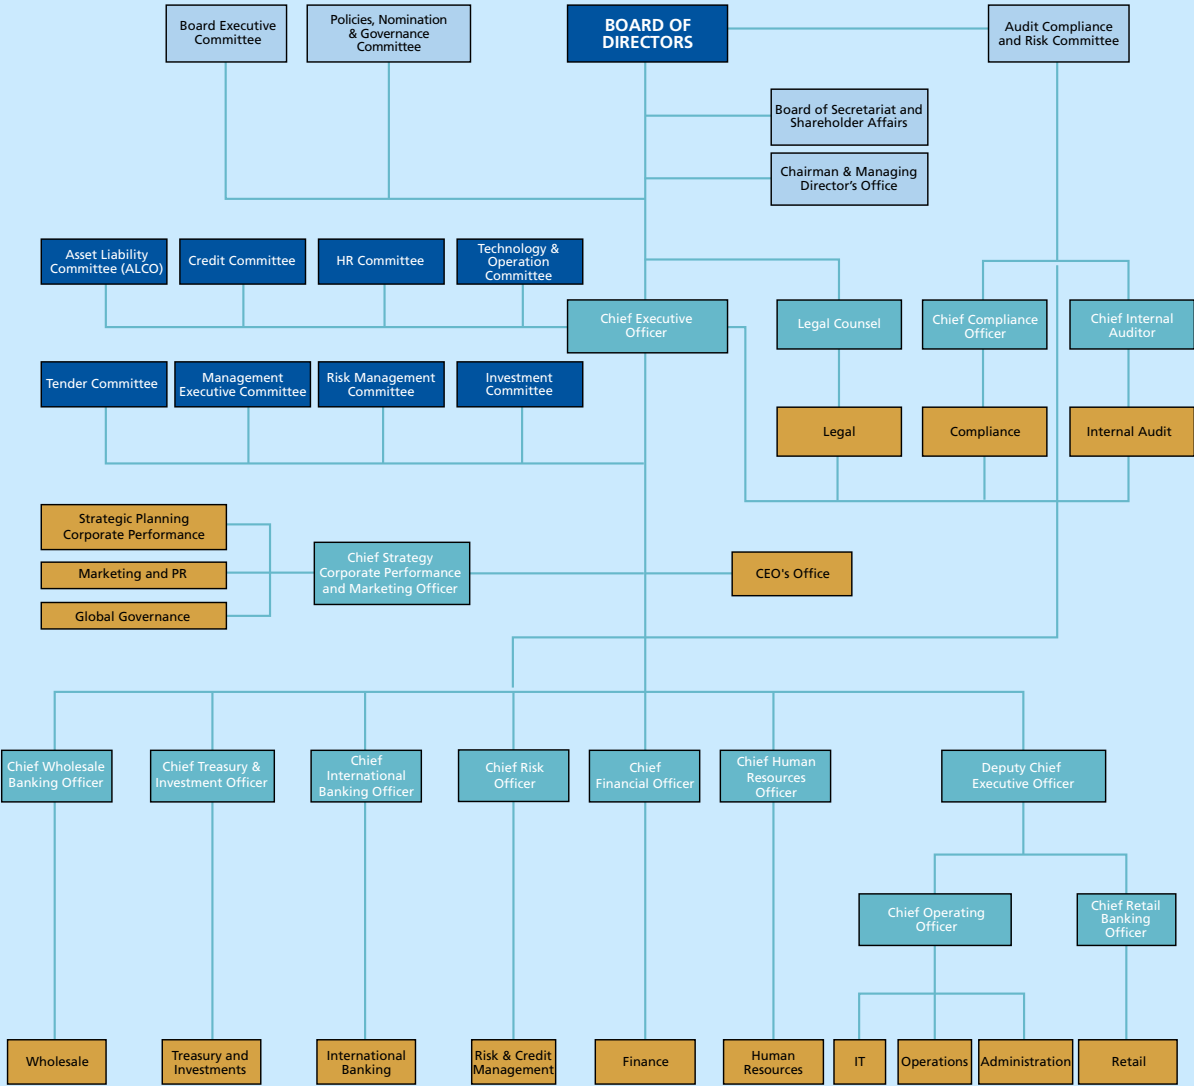 Board Executive
Committee
Policies, Nomination
& Governance
Committee
BOARD OF
DIRECTORS
Audit Compliance
and Risk Committee
Board of Secretariat and
Shareholder Affairs
Chairman & Managing
Director's Office
Asset Liability
Committee (ALCO)
Credit Committee
HR Committee
Technology &
Operation
Committee
Chief Executive
Officer
Legal Counsel
Chief Compliance
Officer
Chief Internal
Auditor
Tender Committee
Management
Executive Committee
Risk Management
Committee
Investment
Committee
Legal
Compliance
Internal Audit
Strategic Planning
Corporate Performance
Marketing and PR
Global Governance
Chief Strategy
Corporate Performance
and Marketing Officer
CEO's Office
Chief Wholesale
Banking Officer
Chief Treasury &
Investment Officer
Chief
International
Banking Officer
Chief Risk
Officer
Chief
Financial Officer
Chief Human
Resources
Officer
Deputy Chief
Executive Officer
Chief Operating
Officer
Chief Retail
Banking
Officer
Wholesale
Treasury and
Investments
International
Banking
Risk & Credit
Management
Finance
Human
Resources
IT
Operations
Administration
Retail